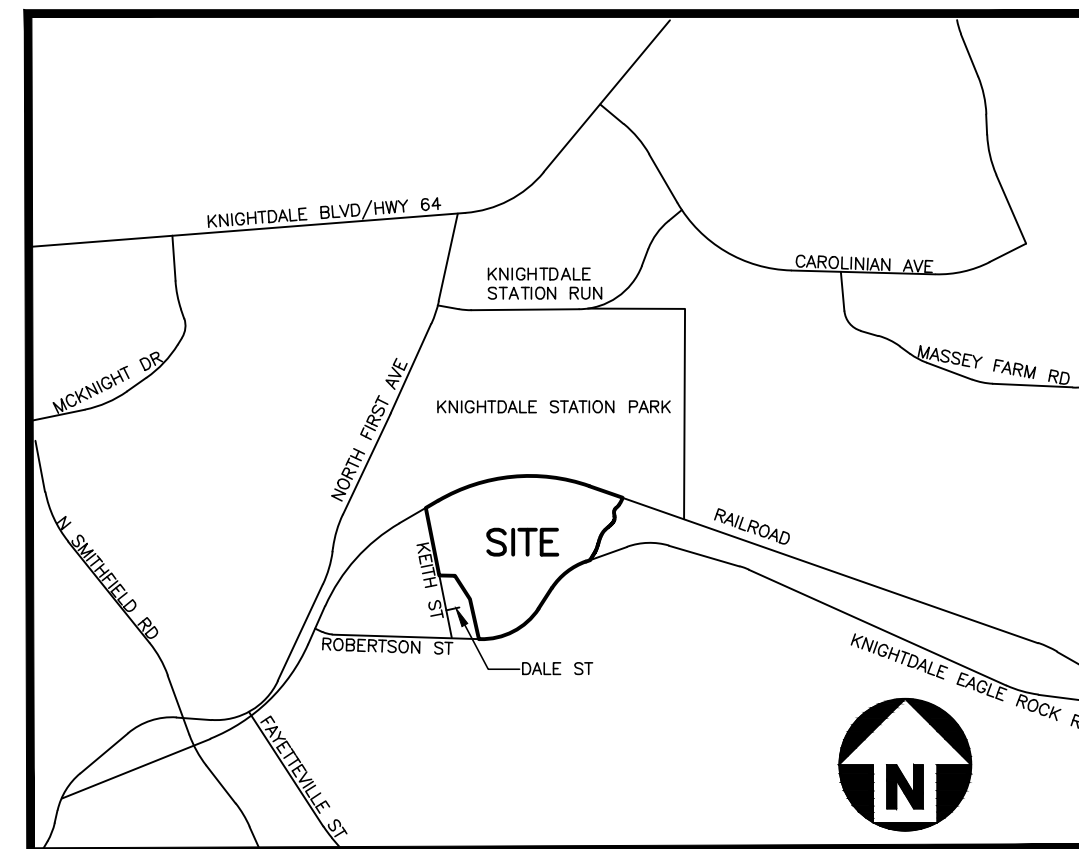 KNIGHTDALE BLVD/HWY 64
KNIGHTDALE
STATION RUN
CAROLINIAN AVE
MCKNIGHT DR
MASSEY FARM RD
NORTH FIRST AVE
KNIGHTDALE STATION PARK
N SMITHFIELD RD
SITE
RAILROAD
KEITH ST
ROBERTSON ST
DALE ST
KNIGHTDALE EAGLE ROCK R
FAYETTEVILLE ST
N